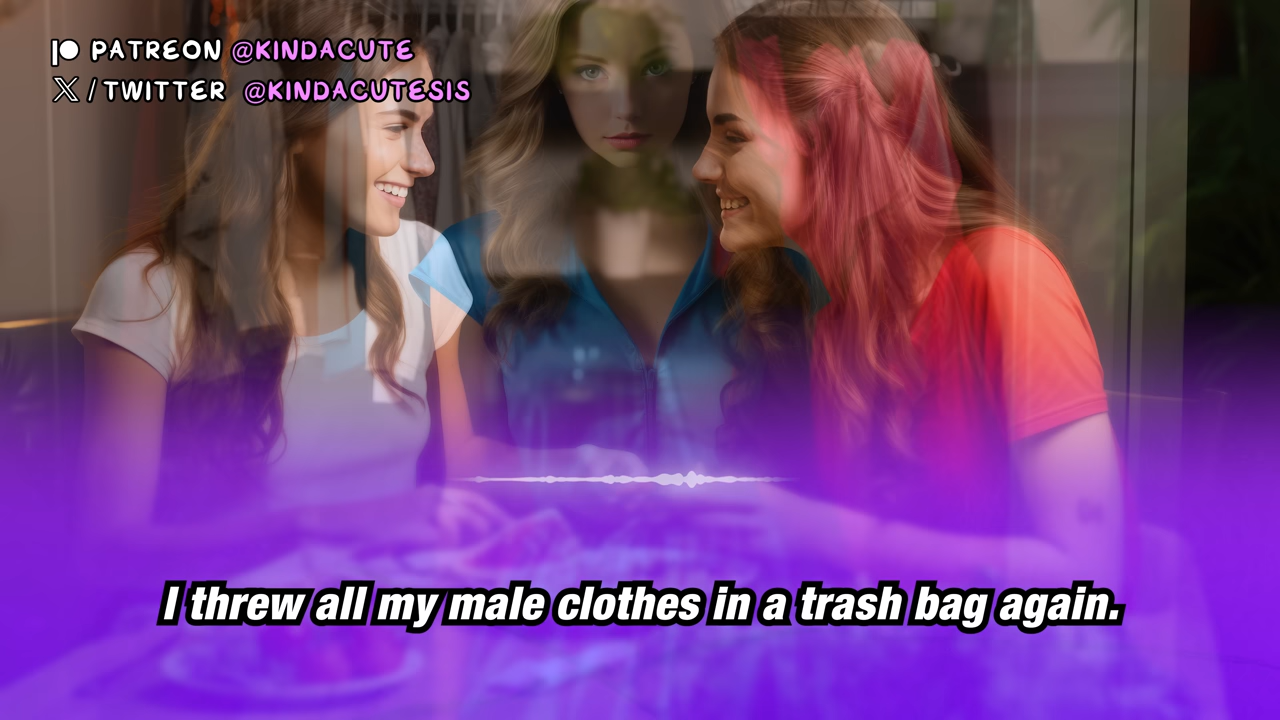 PATREON @KINDACUTE
X / TWITTER @KINDACUTESIS
I threw all my male clothes in a trash bag again.